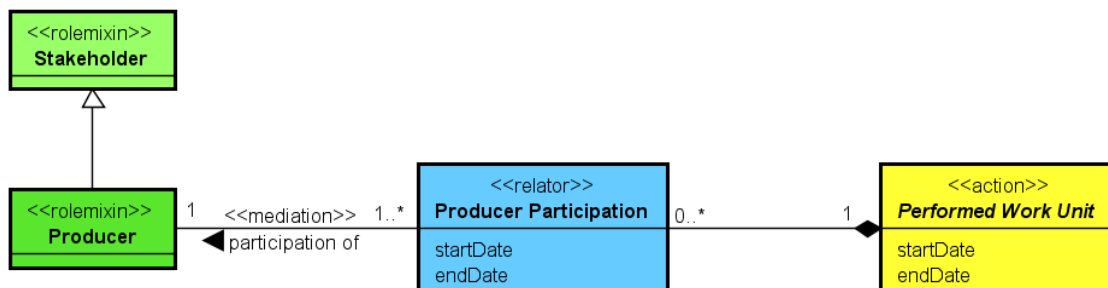 <<rolemixin>>
Stakeholder
<<rolemixin>>
Producer
1
<<mediation>>
participation of
1..*
<<relator>>
Producer Participation
startDate
endDate
0..*
1
<<action>>
Performed Work Unit
startDate
endDate